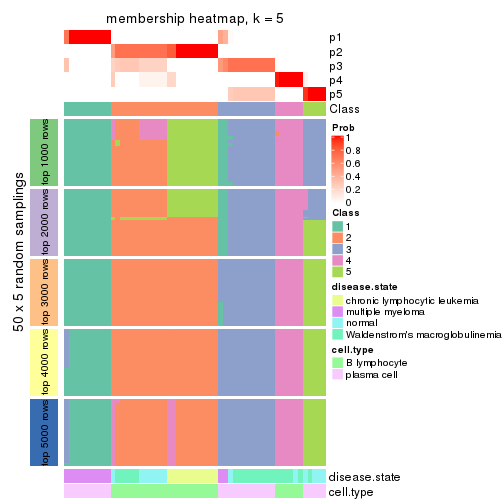 membership heatmap, k = 5
p1
p2
p3
p4
p5
Class
50 x 5 random samplings
top 1000 rows
top 2000 rows
top 3000 rows
top 4000 rows
top 5000 rows
Prob
1
0.8
0.6
0.4
0.2
0
Class
1
2
3
4
5
disease.state
chronic lymphocytic leukemia
multiple myeloma
normal
Waldenstrom's macroglobulinemia
cell.type
B lymphocyte
plasma cell
disease.state
cell.type